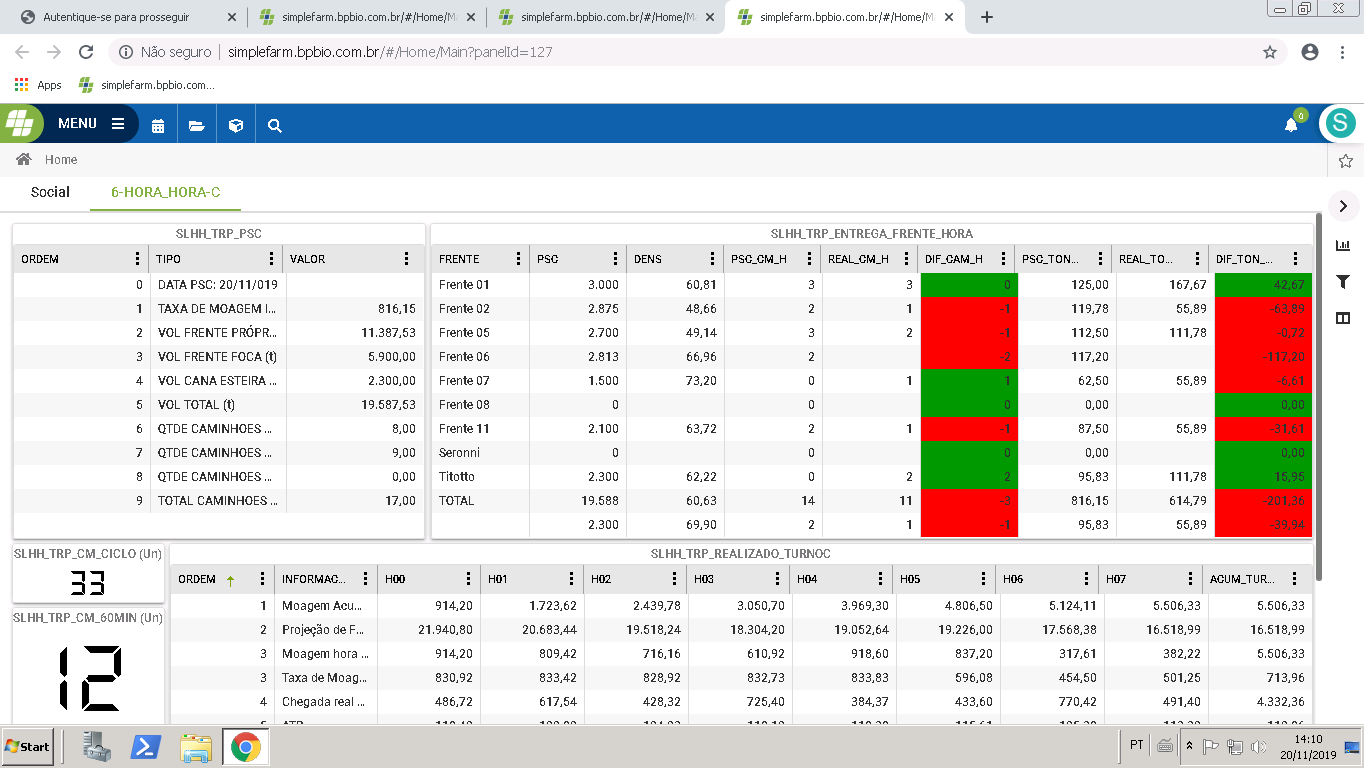 Autentique-se para prosseguir
simplefarm.bpbio.com.br/#/Home/M
simplefarm.bpbio.com.br/#/Home/M
simplefarm.bpbio.com.br/#/Home/M
Não seguro simplefarm.bpbio.com.br/#/Home/Main?panelId=127
Apps simplefarm.bpbio.com...
MENU 0 S
Home
Social 6-HORA_HORA-C
SLHH_TRP_PSC
ORDEM TIPO VALOR
0 DATA PSC: 20/11/019
1 TAXA DE MOAGEM I... 816,15
2 VOL FRENTE PRÓPR... 11.387,53
3 VOL FRENTE FOCA (t) 5.900,00
4 VOL CANA ESTEIRA ... 2.300,00
5 VOL TOTAL (t) 19.587,53
6 QTDE CAMINHOES ... 8,00
7 QTDE CAMINHOES ... 9,00
8 QTDE CAMINHOES ... 0,00
9 TOTAL CAMINHOES ... 17,00
SLHH_TRP_ENTREGA_FRENTE_HORA
FRENTE PSC DENS PSC_CM_H REAL_CM_H DIF_CAM_H PSC_TON... REAL_TO... DIF_TON_...
Frente 01 3.000 60,81 3 3 0 125,00 167,67 42,67
Frente 02 2.875 48,66 2 1 -1 119,78 55,89 -63,89
Frente 05 2.700 49,14 3 2 -1 112,50 111,78 -0,72
Frente 06 2.813 66,96 2 -2 117,20 -117,20
Frente 07 1.500 73,20 0 1 1 62,50 55,89 -6,61
Frente 08 0 0 0 0,00 0,00
Frente 11 2.100 63,72 2 1 -1 87,50 55,89 -31,61
Seronni 0 0 0 0,00 0,00
Titotto 2.300 62,22 0 2 2 95,83 111,78 15,95
TOTAL 19.588 60,63 14 11 -3 816,15 614,79 -201,36
2.300 69,90 2 1 -1 95,83 55,89 -39,94
SLHH_TRP_CM_CICLO (Un)
33
SLHH_TRP_CM_60MIN (Un)
12
SLHH_TRP_REALIZADO_TURNOC
ORDEM INFORMAC... H00 H01 H02 H03 H04 H05 H06 H07 ACUM_TUR...
1 Moagem Acu... 914,20 1.723,62 2.439,78 3.050,70 3.969,30 4.806,50 5.124,11 5.506,33 5.506,33
2 Projeção de F... 21.940,80 20.683,44 19.518,24 18.304,20 19.052,64 19.226,00 17.568,38 16.518,99 16.518,99
3 Moagem hora ... 914,20 809,42 716,16 610,92 918,60 837,20 317,61 382,22 5.506,33
3 Taxa de Moag... 830,92 833,42 828,92 832,73 833,83 596,08 454,50 501,25 713,96
4 Chegada real ... 486,72 617,54 428,32 725,40 384,37 433,60 770,42 491,40 4.332,36
Start PT 14:10
20/11/2019